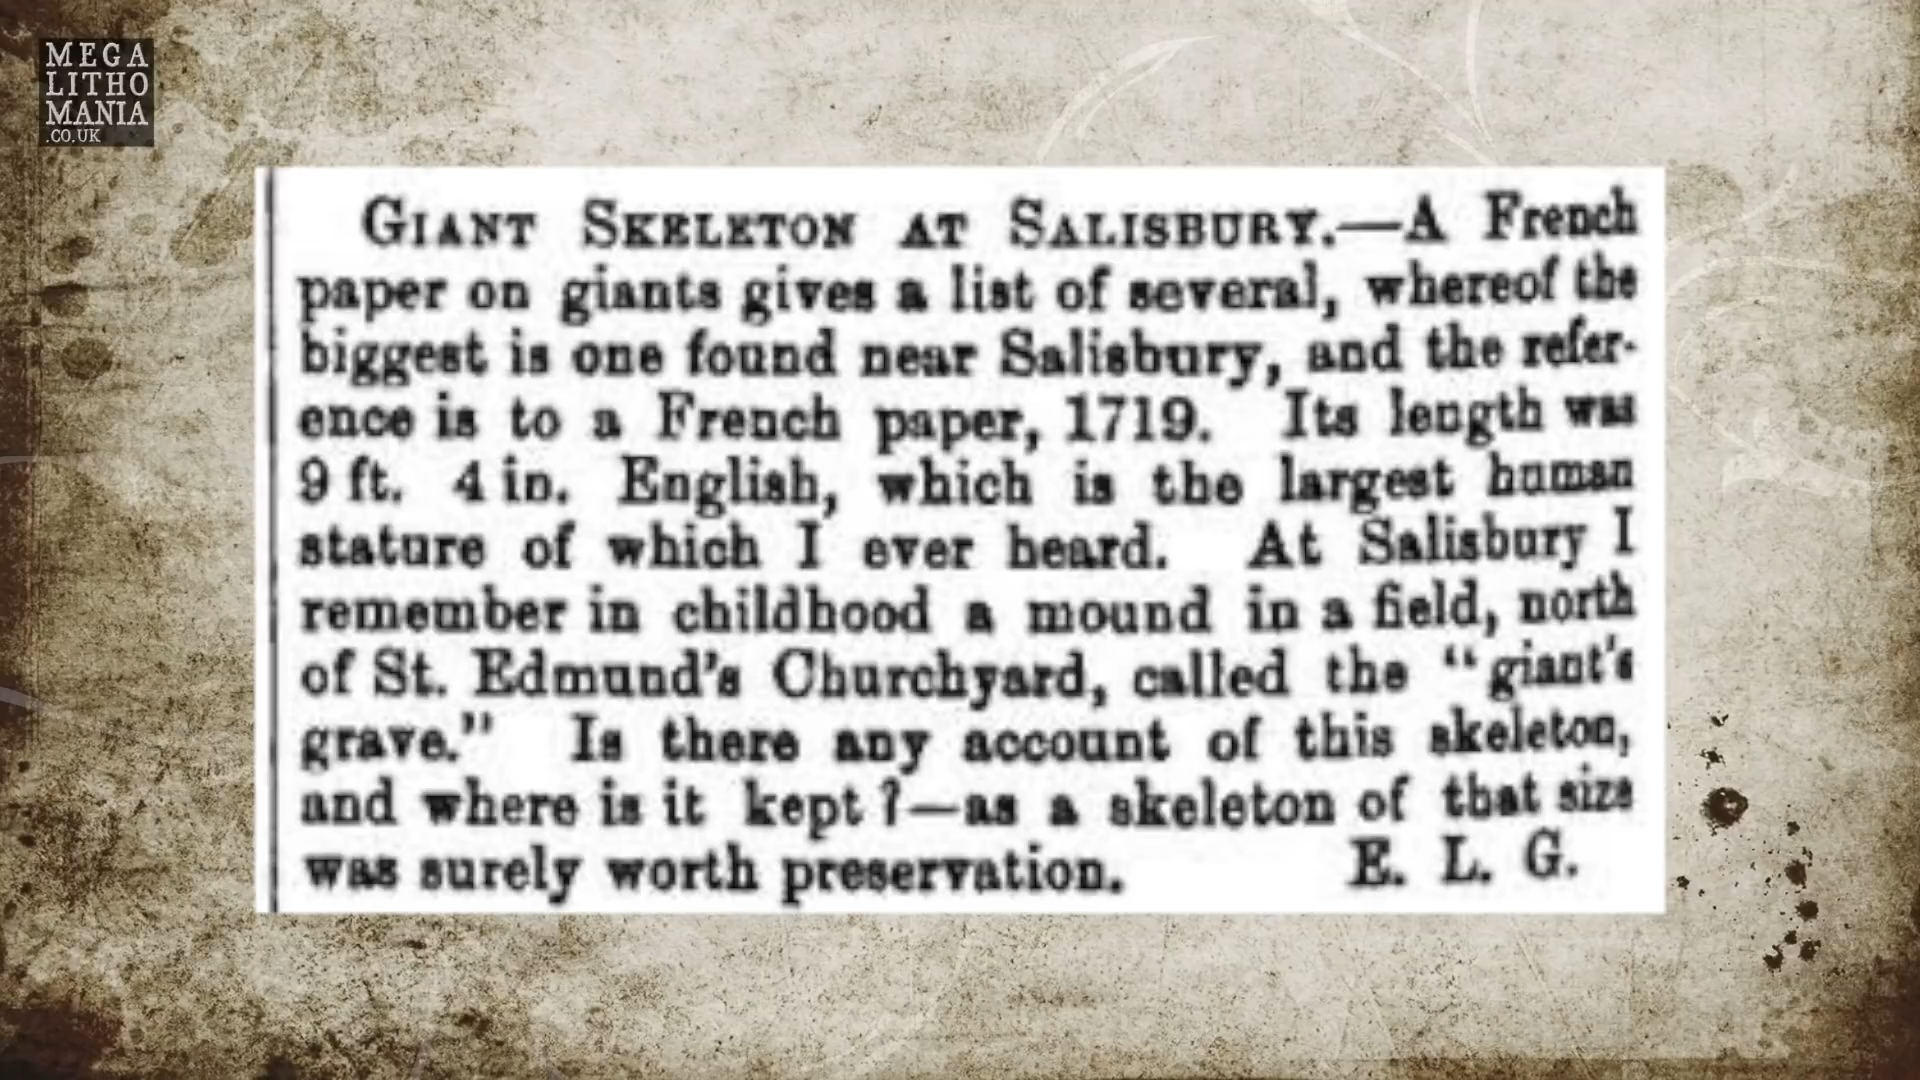 MEGA
LITHO
MANIA
.CO.UK
GIANT SKELETON AT SALISBURY.—A French
paper on giants gives a list of several, whereof the
biggest is one found near Salisbury, and the refer-
ence is to a French paper, 1719. Its length was
9 ft. 4 in. English, which is the largest human
stature of which I ever heard. At Salisbury I
remember in childhood a mound in a field, north
of St. Edmund's Churchyard, called the "giant's
grave." Is there any account of this skeleton,
and where is it kept?—as a skeleton of that size
was surely worth preservation. E. L. G.